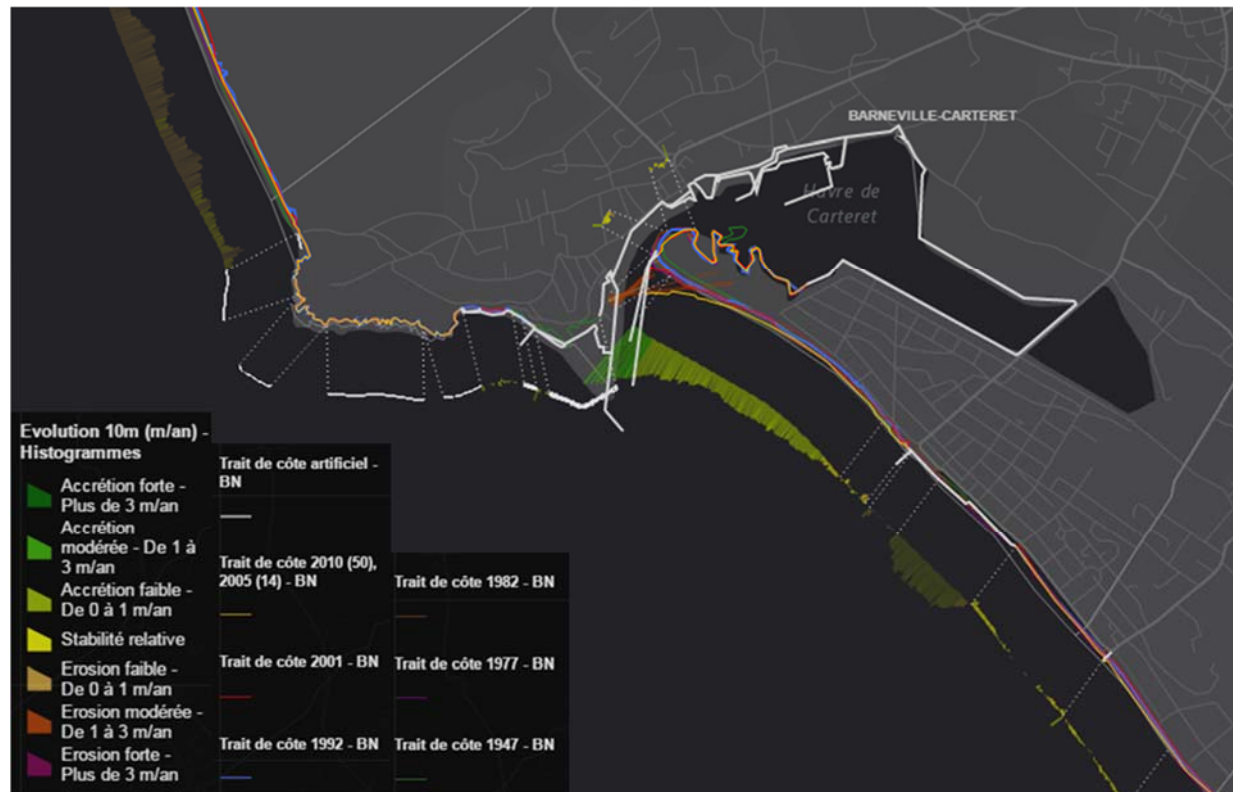 BARNEVILLE-CARTERET
Havre de
Carteret
Evolution 10m (m/an) -
Histogrammes
Accrétion forte -
Plus de 3 m/an
Accrétion
modérée - De 1 à
3 m/an
Accrétion faible -
De 0 à 1 m/an
Stabilité relative
Erosion faible -
De 0 à 1 m/an
Erosion modérée -
De 1 à 3 m/an
Erosion forte -
Plus de 3 m/an
Trait de côte artificiel -
BN
Trait de côte 2010 (50),
2005 (14) - BN
Trait de côte 2001 - BN
Trait de côte 1992 - BN
Trait de côte 1982 - BN
Trait de côte 1977 - BN
Trait de côte 1947 - BN